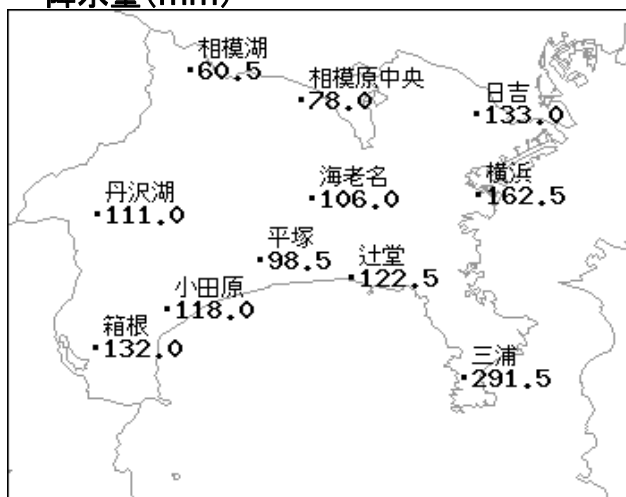 降水量(mm)
相模湖
60.5
相模原中央
78.0
日吉
133.0
海老名
106.0
横浜
162.5
丹沢湖
111.0
平塚
98.5
辻堂
122.5
小田原
118.0
箱根
132.0
三浦
291.5